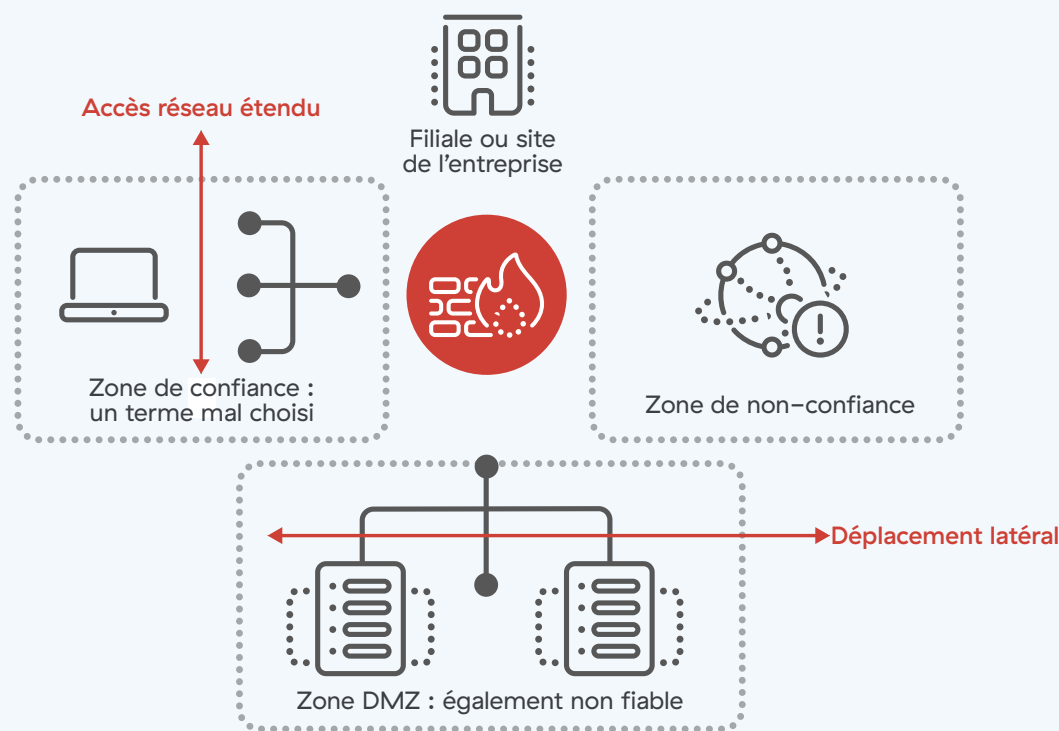 Filiale ou site
de l’entreprise
Accès réseau étendu
Zone de confiance :
un terme mal choisi
Zone de non-confiance
Déplacement latéral
Zone DMZ : également non fiable